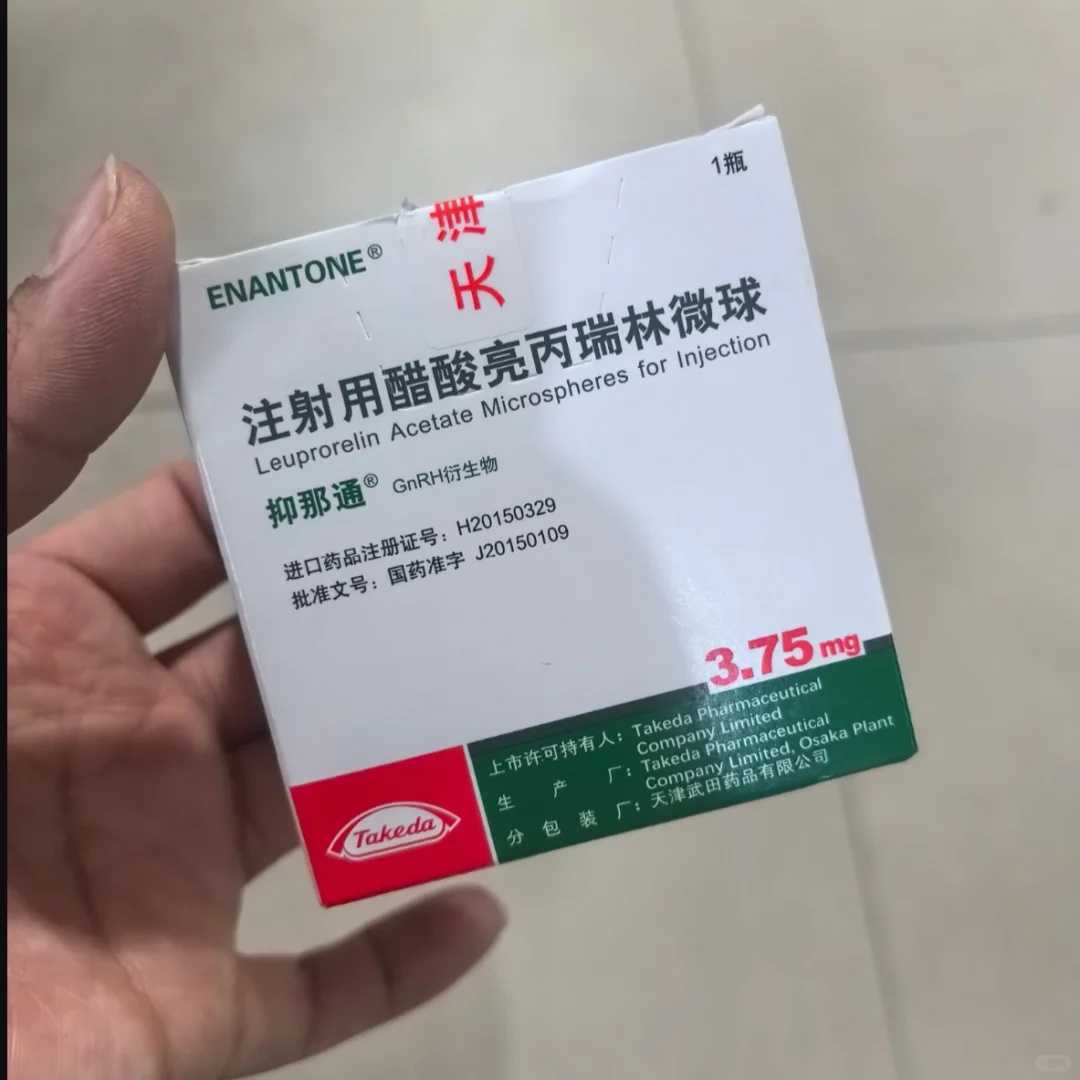 1瓶
ENANTONE®
天津
注射用醋酸亮丙瑞林微球
Leuprorelin Acetate Microspheres for Injection
抑那通® GnRH衍生物
进口药品注册证号：H20150329
批准文号：国药准字 J20150109
3.75 mg
上市许可持有人：Takeda Pharmaceutical
Company Limited
生产厂：Takeda Pharmaceutical
Company Limited, Osaka Plant
分包装厂：天津武田药品有限公司
Takeda